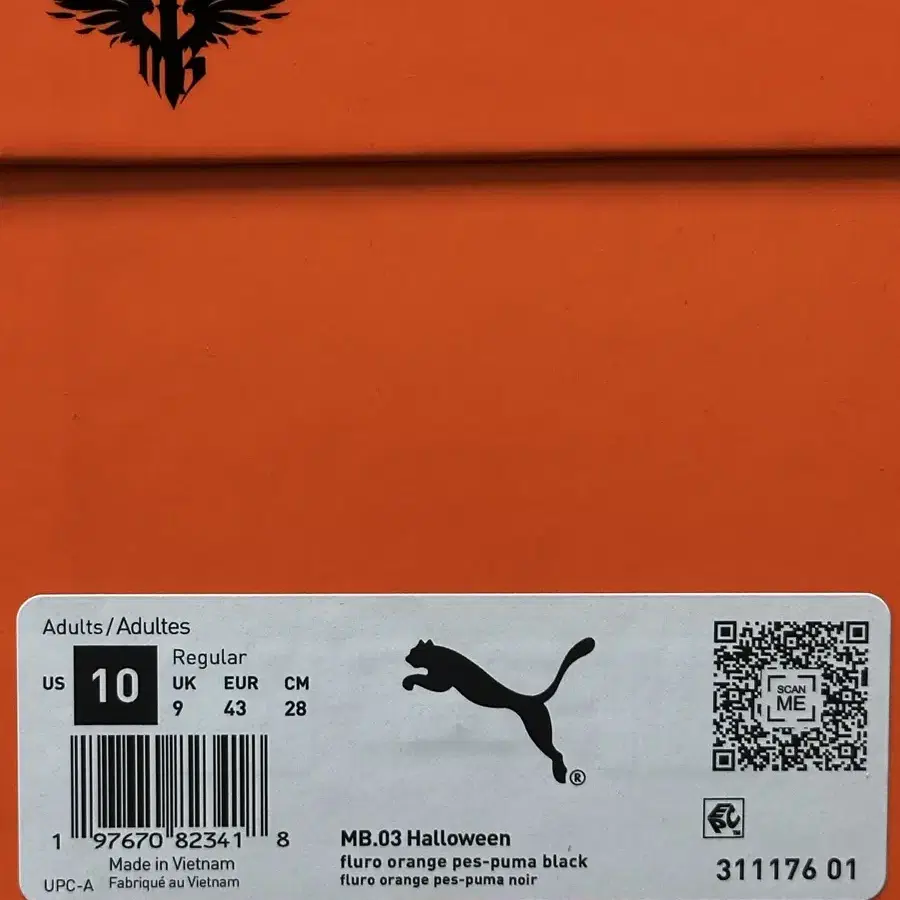 MB
Adults/Adultes
US 10
Regular
UK EUR CM
9 43 28
SCAN
ME
®
1 97670 82341 8
Made in Vietnam
UPC-A Fabriqué au Vietnam
MB.03 Halloween
fluro orange pes-puma black
fluro orange pes-puma noir
311176 01